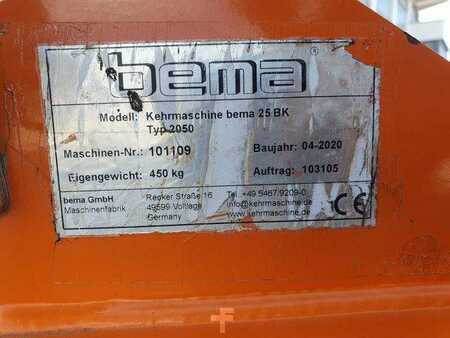 bema ®
Modell: Kehrmaschine bema 25 BK
Typ 2050
Maschinen-Nr.: 101109 Baujahr: 04-2020
Eigengewicht: 450 kg Auftrag: 103105
bema GmbH Recker Straße 16 Tel. +49 5467/9209-0
Maschinenfabrik 49599 Voltlage info@kehrmaschine.de
Germany www.kehrmaschine.de
CE